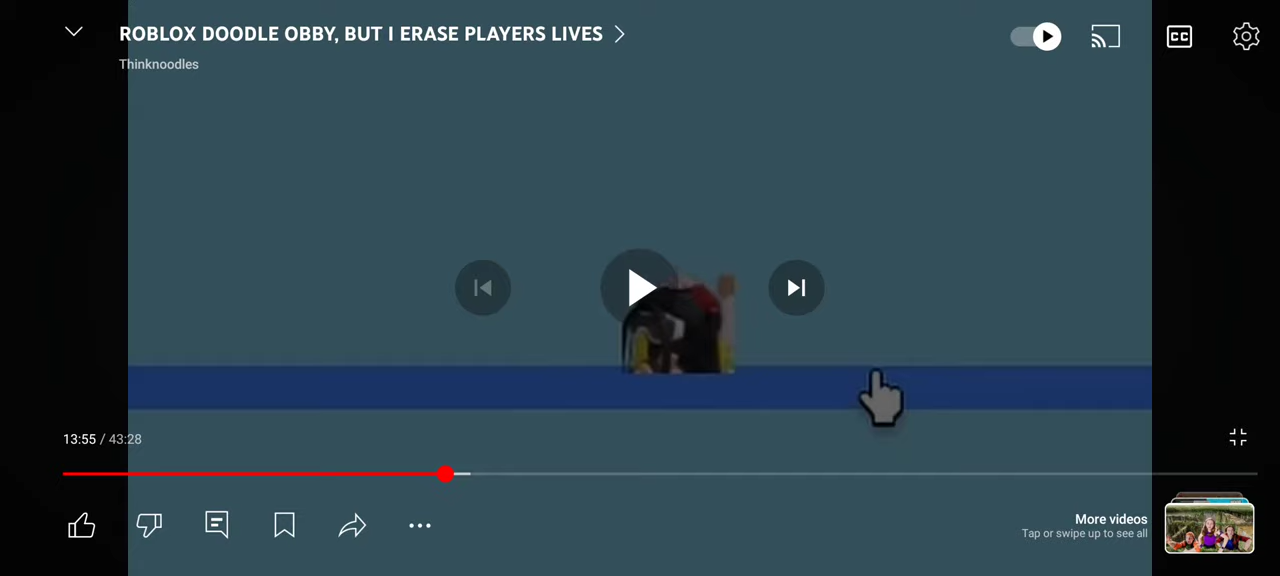 ROBLOX DOODLE OBBY, BUT I ERASE PLAYERS LIVES
Thinknoodles
CC
13:55 / 43:28
More videos
Tap or swipe up to see all